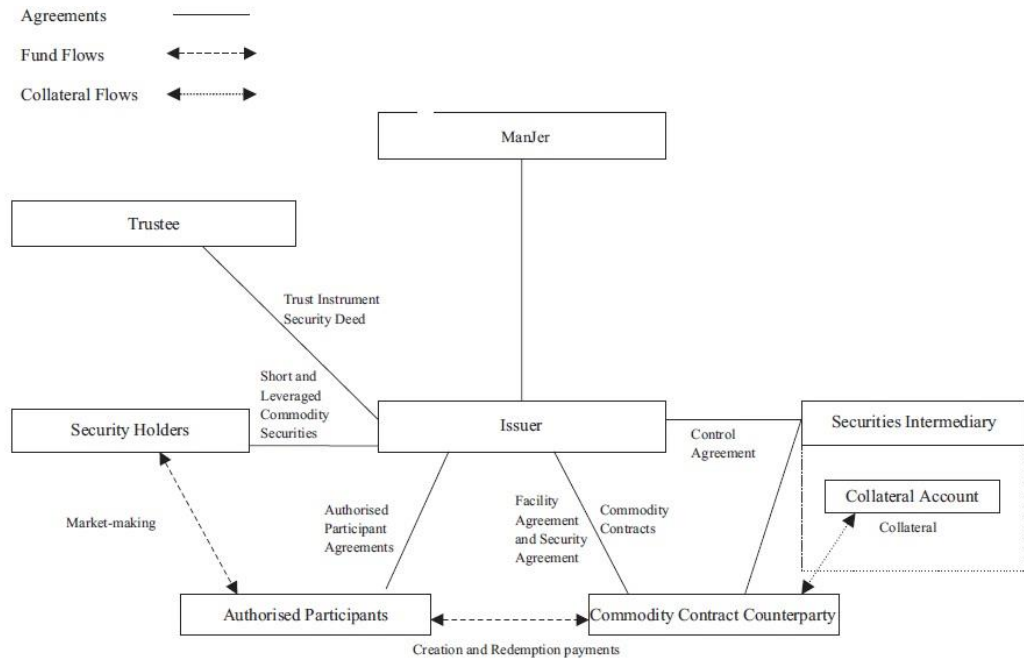 Agreements
Fund Flows
Collateral Flows
ManJer
Trustee
Trust Instrument
Security Deed
Short and
Leveraged
Commodity
Securities
Security Holders
Issuer
Securities Intermediary
Control
Agreement
Collateral Account
Collateral
Market-making
Authorised
Participant
Agreements
Facility
Agreement
and Security
Agreement
Commodity
Contracts
Authorised Participants
Commodity Contract Counterparty
Creation and Redemption payments